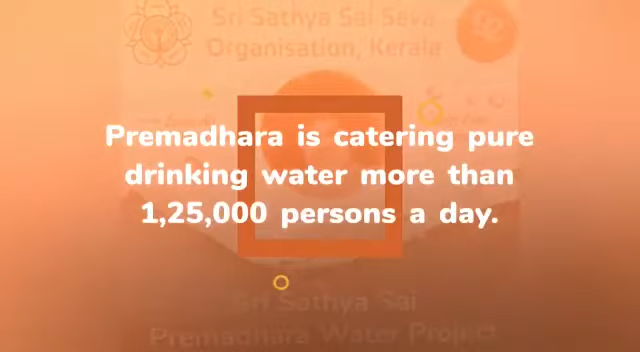 Sri Sathya Sai Seva
Organisation, Kerala
Premadhara is catering pure
drinking water more than
1,25,000 persons a day.
Sri Sathya Sai
Premadhara Water Project